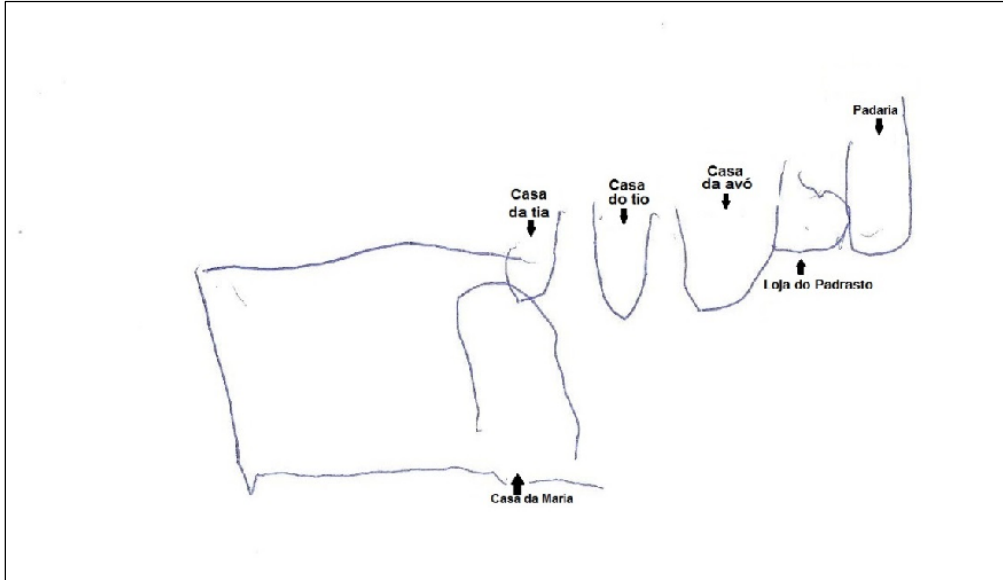 Padaria
Casa
da avó
Casa
do tio
Casa
da tia
Loja do Padrasto
Casa da Maria